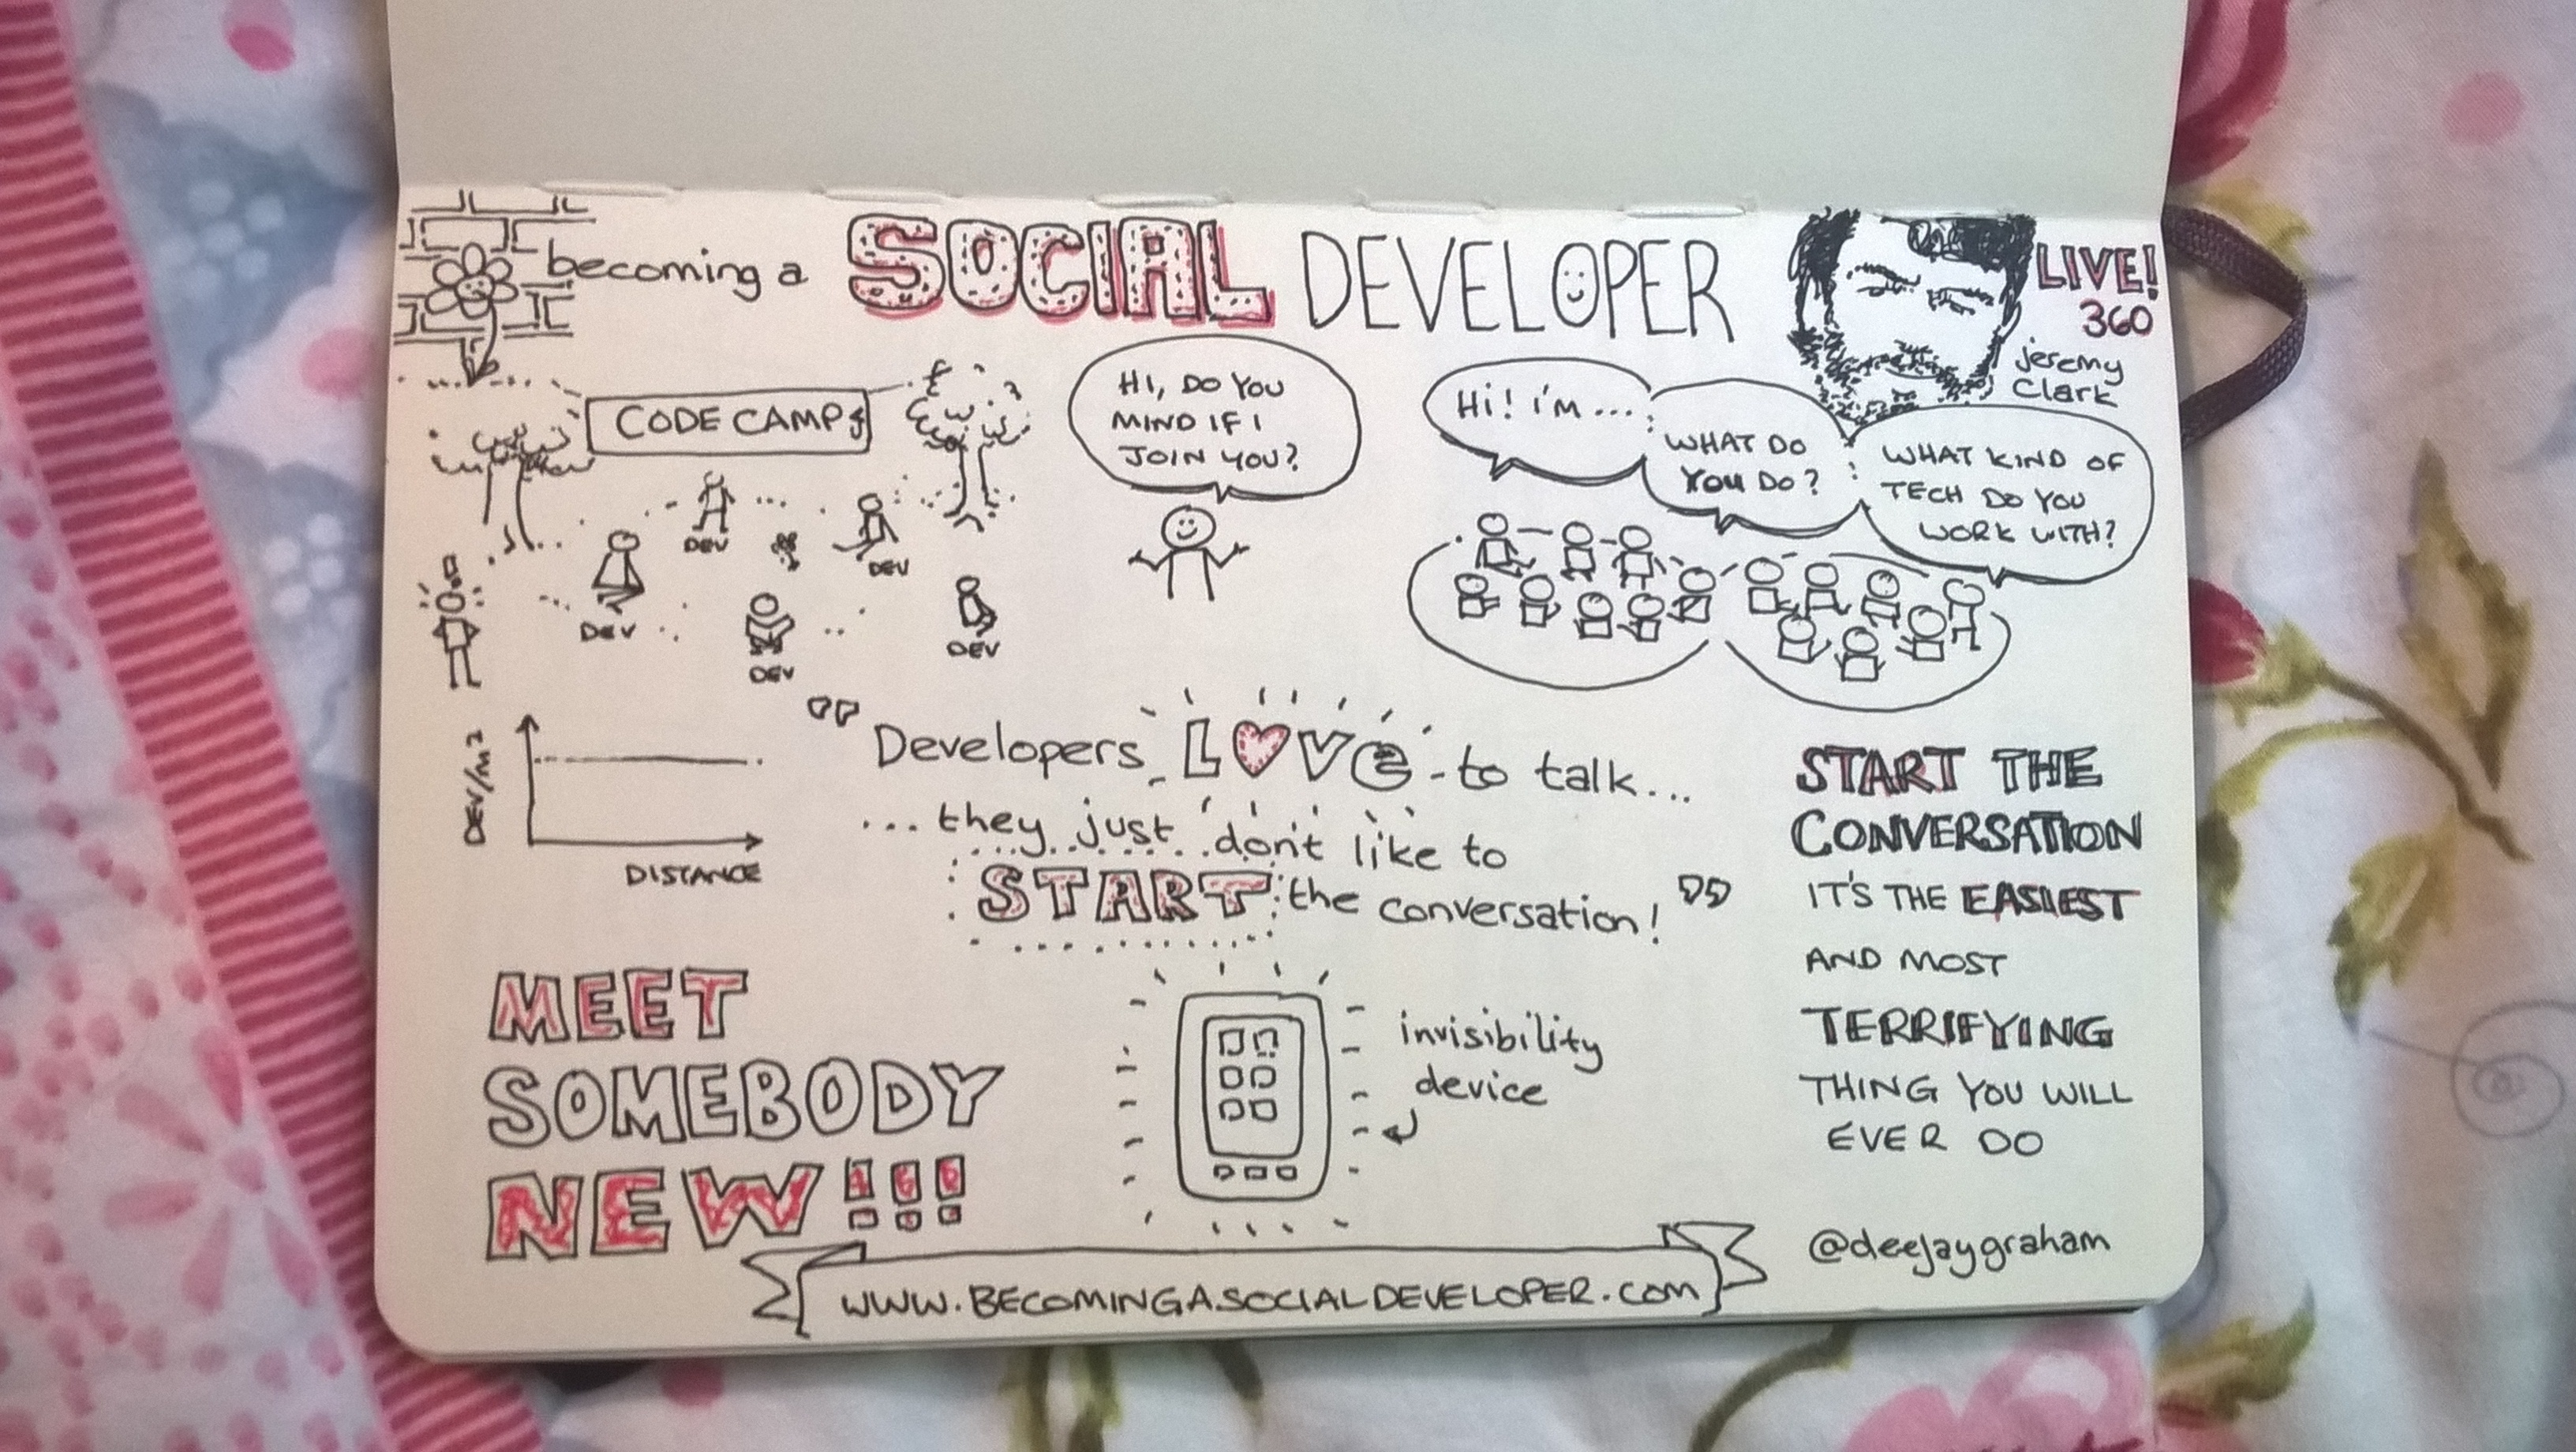 becoming a SOCIAL DEVELOPER
LIVE!
360
jeremy
Clark
CODE CAMP
HI, DO YOU
MIND IF I
JOIN YOU?
Hi! i'm ...
WHAT DO
YOU DO?
WHAT KIND OF
TECH DO YOU
WORK WITH?
DEV
DEV
DEV
DEV
DEV
DEV/m²
DISTANCE
"Developers LOVE to talk...
... they just don't like to
START the conversation!"
START THE
CONVERSATION
IT'S THE EASIEST
AND MOST
TERRIFYING
THING YOU WILL
EVER DO
MEET
SOMEBODY
NEW!!!
invisibility
device
@deejaygraham
WWW.BECOMINGASOCIALDEVELOPER.COM